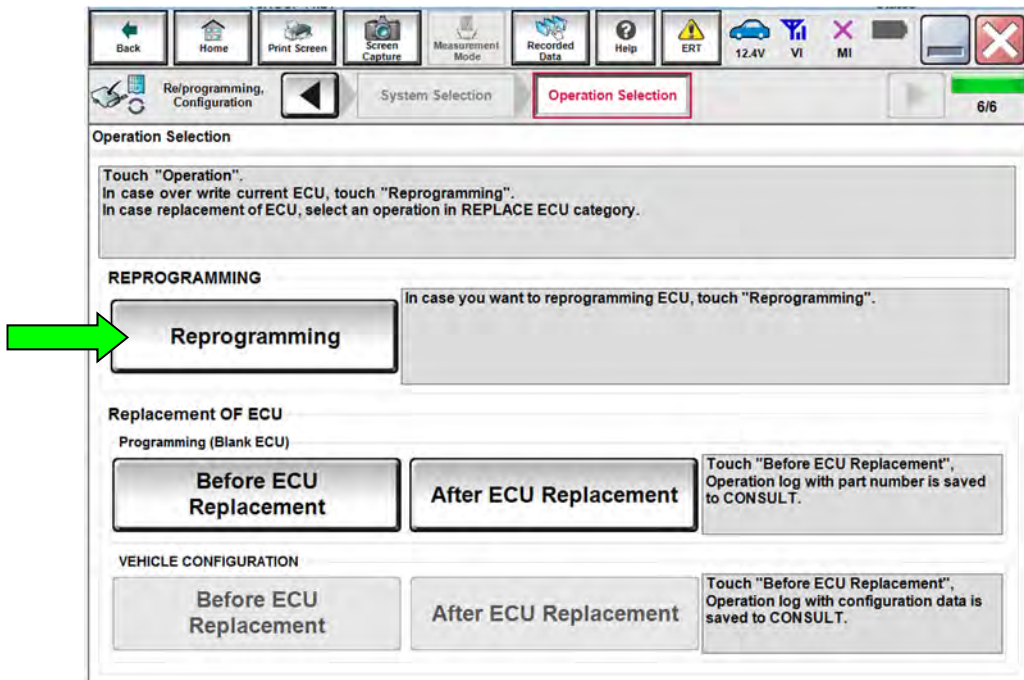 Back
Home
Print Screen
Screen
Capture
Measurement
Mode
Recorded
Data
Help
ERT
12.4V
VI
MI
Re/programming,
Configuration
System Selection
Operation Selection
6/6
Operation Selection
Touch "Operation".
In case over write current ECU, touch "Reprogramming".
In case replacement of ECU, select an operation in REPLACE ECU category.
REPROGRAMMING
Reprogramming
In case you want to reprogramming ECU, touch "Reprogramming".
Replacement OF ECU
Programming (Blank ECU)
Before ECU
Replacement
After ECU Replacement
Touch "Before ECU Replacement",
Operation log with part number is saved
to CONSULT.
VEHICLE CONFIGURATION
Before ECU
Replacement
After ECU Replacement
Touch "Before ECU Replacement",
Operation log with configuration data is
saved to CONSULT.